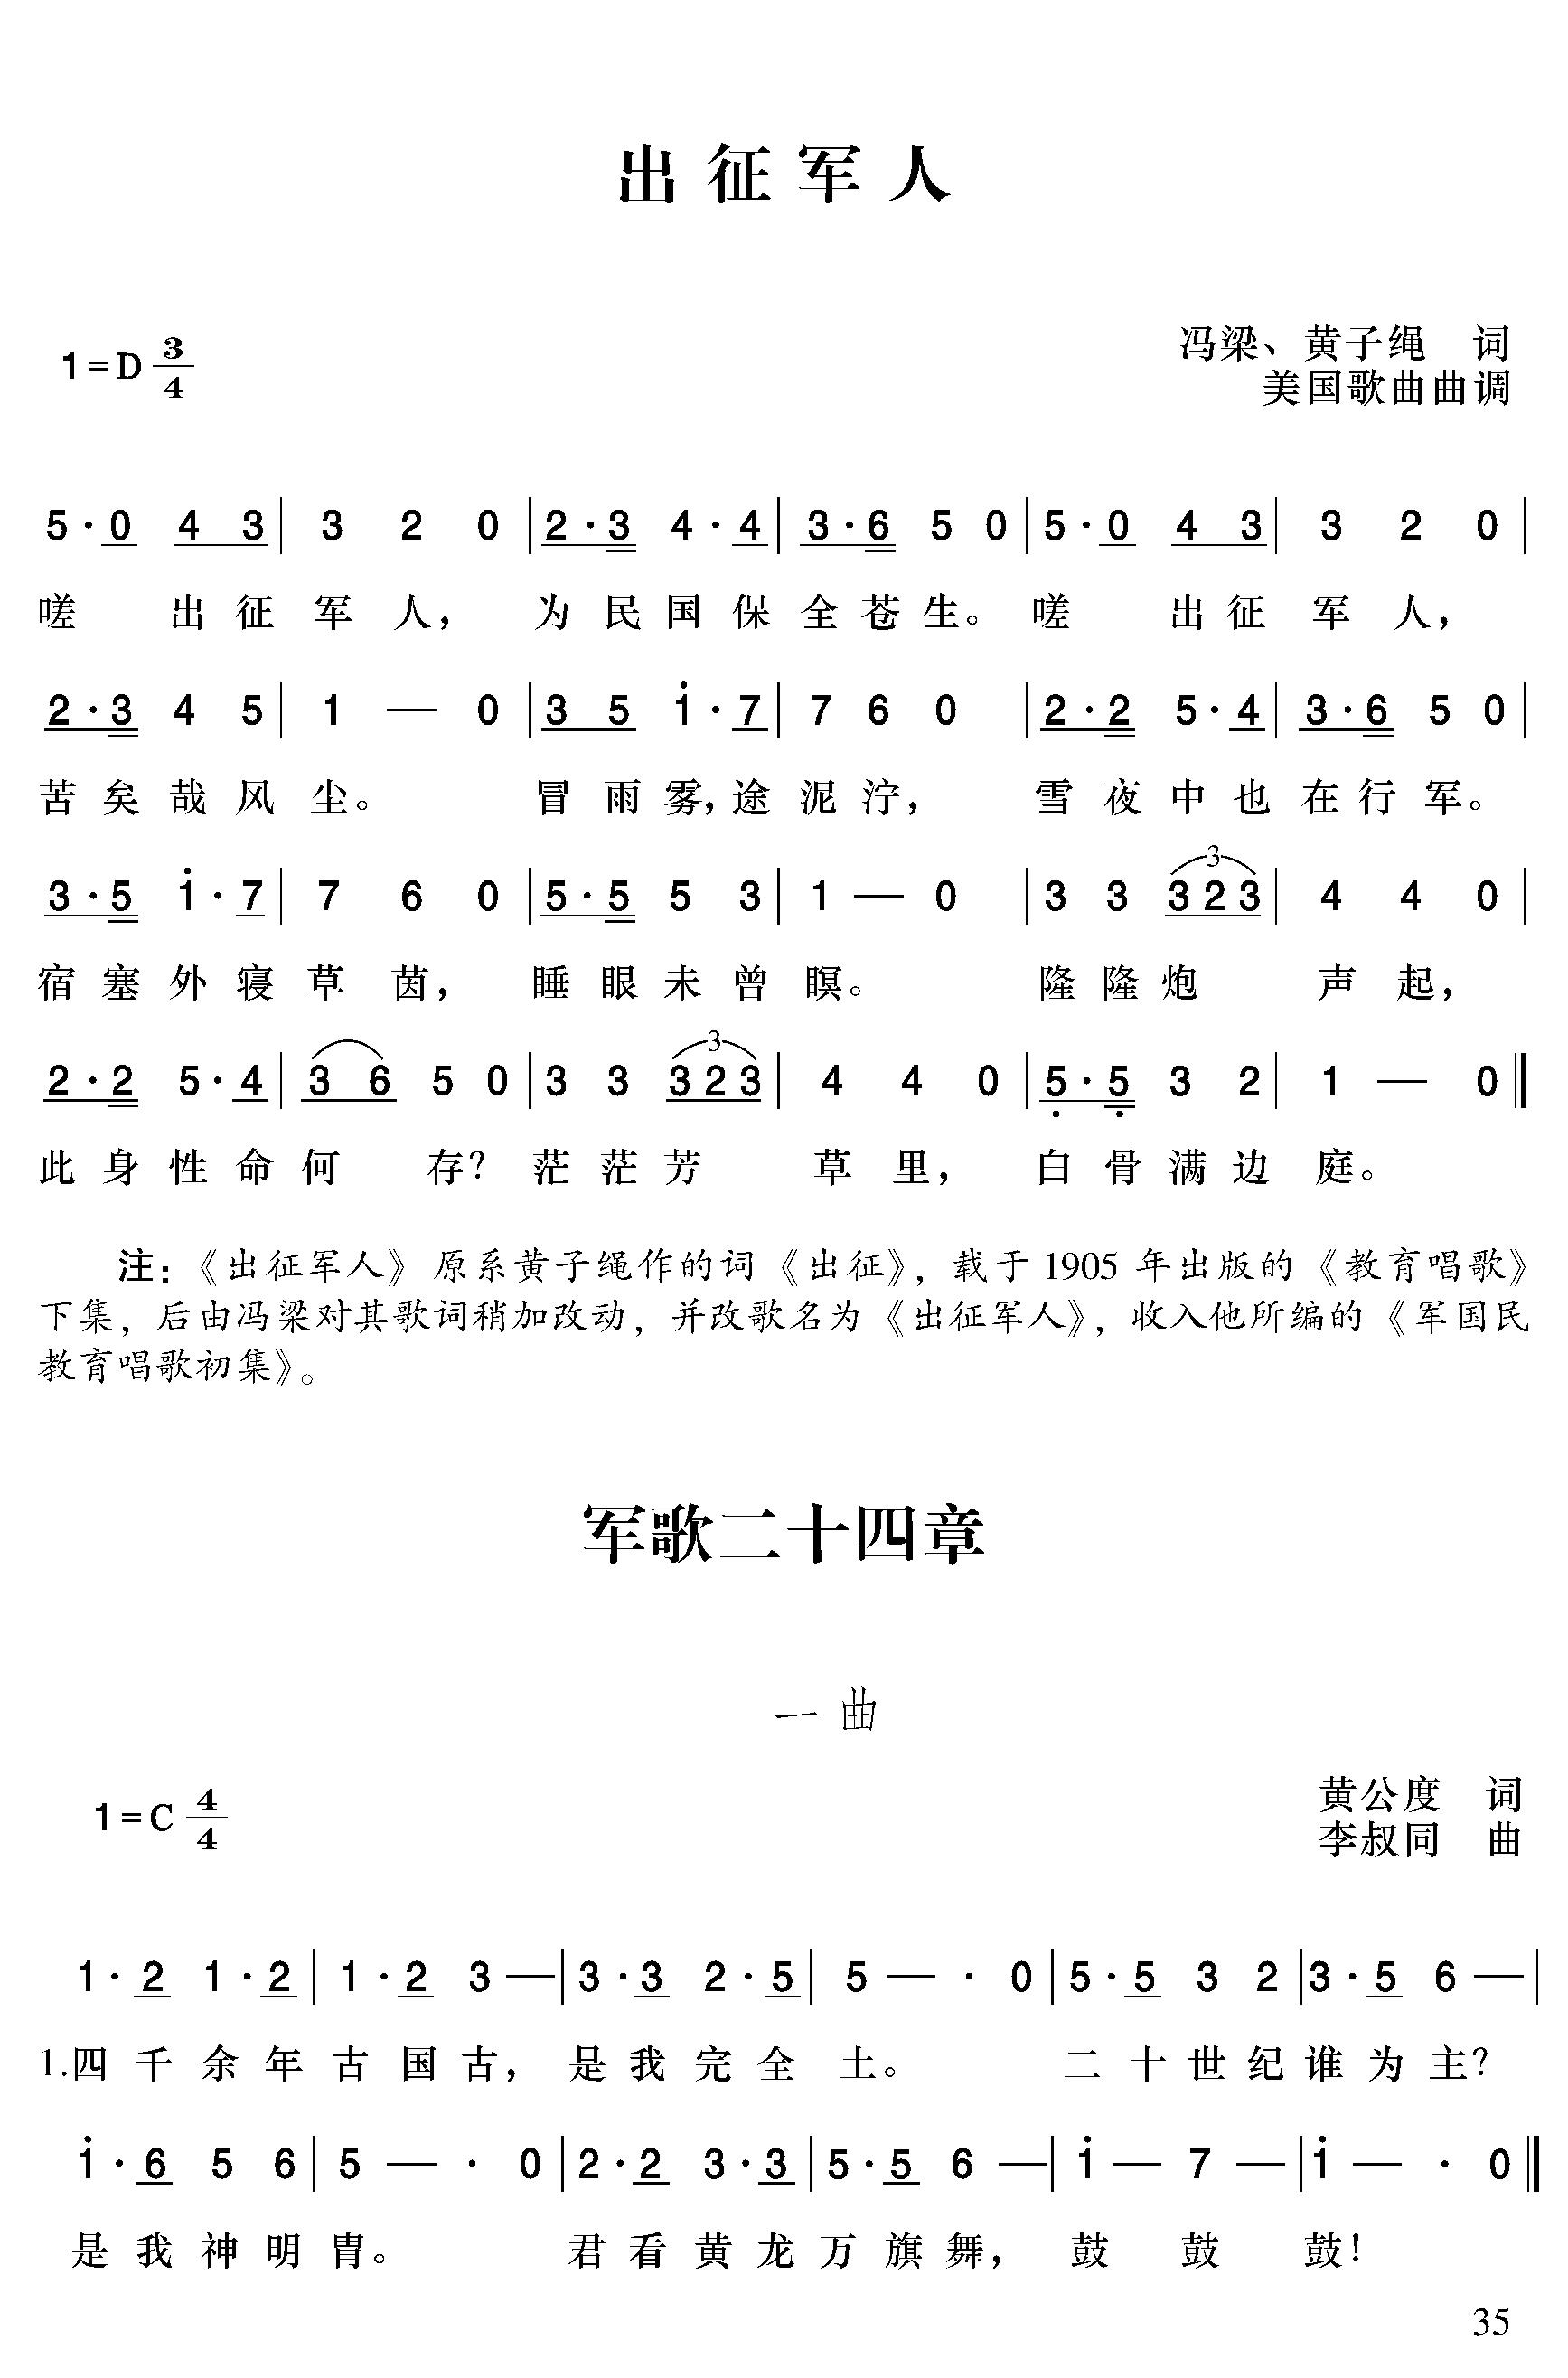 出征军人
冯梁、黄子绳 词
1=D 3/4
美国歌曲曲调
5·0 4 3 | 3 2 0 | 2·3 4·4 | 3·6 5 0 | 5·0 4 3 | 3 2 0 |
嗟 出征军人， 为民国保全苍生。嗟 出征军人，
2·3 4 5 | 1 — 0 | 3 5 i·7 | 7 6 0 | 2·2 5·4 | 3·6 5 0 |
苦矣哉风尘。 冒雨雾，途泥泞， 雪夜中也在行军。
3·5 i·7 | 7 6 0 | 5·5 5 3 | 1 — 0 | 3 3 3 2 3 | 4 4 0 |
宿塞外寝草茵， 睡眼未曾瞑。 隆隆炮 声起，
2·2 5·4 | 3 6 5 0 | 3 3 3 2 3 | 4 4 0 | 5·5 3 2 | 1 — 0 ‖
此身性命何 存？茫茫芳 草里， 白骨满边庭。
注：《出征军人》原系黄子绳作的词《出征》，载于1905年出版的《教育唱歌》
下集，后由冯梁对其歌词稍加改动，并改歌名为《出征军人》，收入他所编的《军国民
教育唱歌初集》。
军歌二十四章
一曲
黄公度 词
1=C 4/4
李叔同 曲
1·2 1·2 | 1·2 3 — | 3·3 2·5 | 5 — · 0 | 5·5 3 2 | 3·5 6 — |
1.四千余年古国古， 是我完全土。 二十世纪谁为主？
i·6 5 6 | 5 — · 0 | 2·2 3·3 | 5·5 6 — | i — 7 — | i — · 0 ‖
是我神明胄。 君看黄龙万旗舞， 鼓 鼓 鼓！
35